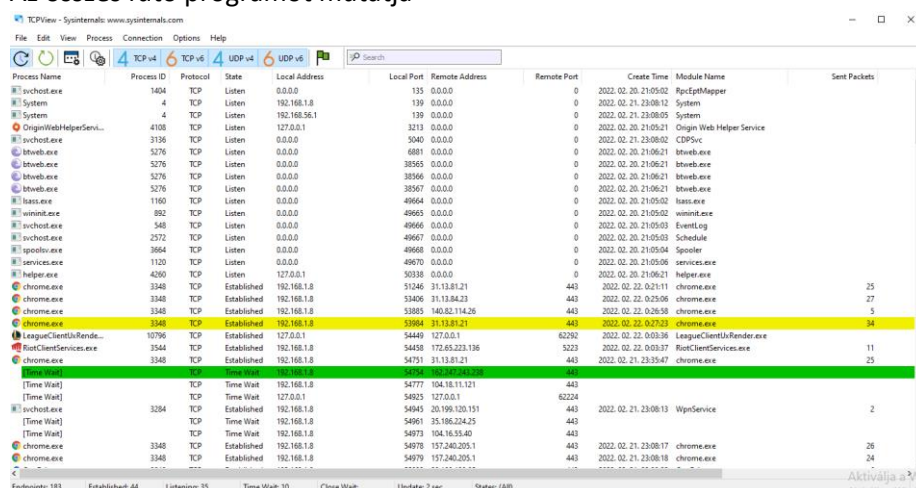 Az összes futó programot mutatja
TCPView - Sysinternals: www.sysinternals.com
File Edit View Process Connection Options Help
4 TCP v4 6 TCP v6 4 UDP v4 6 UDP v6 Search
Process Name Process ID Protocol State Local Address Local Port Remote Address Remote Port Create Time Module Name Sent Packets
svchost.exe 1404 TCP Listen 0.0.0.0 135 0.0.0.0 0 2022. 02. 20. 21:05:02 RpcEptMapper
System 4 TCP Listen 192.168.1.8 139 0.0.0.0 0 2022. 02. 21. 23:08:12 System
System 4 TCP Listen 192.168.56.1 139 0.0.0.0 0 2022. 02. 21. 23:08:05 System
OriginWebHelperServi... 4108 TCP Listen 127.0.0.1 3213 0.0.0.0 0 2022. 02. 20. 21:05:21 Origin Web Helper Service
svchost.exe 3136 TCP Listen 0.0.0.0 5040 0.0.0.0 0 2022. 02. 21. 23:08:02 CDPSvc
btweb.exe 5276 TCP Listen 0.0.0.0 6881 0.0.0.0 0 2022. 02. 20. 21:06:21 btweb.exe
btweb.exe 5276 TCP Listen 0.0.0.0 38565 0.0.0.0 0 2022. 02. 20. 21:06:21 btweb.exe
btweb.exe 5276 TCP Listen 0.0.0.0 38566 0.0.0.0 0 2022. 02. 20. 21:06:21 btweb.exe
btweb.exe 5276 TCP Listen 0.0.0.0 38567 0.0.0.0 0 2022. 02. 20. 21:06:21 btweb.exe
lsass.exe 1160 TCP Listen 0.0.0.0 49664 0.0.0.0 0 2022. 02. 20. 21:05:02 lsass.exe
wininit.exe 892 TCP Listen 0.0.0.0 49665 0.0.0.0 0 2022. 02. 20. 21:05:02 wininit.exe
svchost.exe 548 TCP Listen 0.0.0.0 49666 0.0.0.0 0 2022. 02. 20. 21:05:03 EventLog
svchost.exe 2572 TCP Listen 0.0.0.0 49667 0.0.0.0 0 2022. 02. 20. 21:05:03 Schedule
spoolsv.exe 3664 TCP Listen 0.0.0.0 49668 0.0.0.0 0 2022. 02. 20. 21:05:04 Spooler
services.exe 1120 TCP Listen 0.0.0.0 49670 0.0.0.0 0 2022. 02. 20. 21:05:06 services.exe
helper.exe 4260 TCP Listen 127.0.0.1 50338 0.0.0.0 0 2022. 02. 20. 21:06:21 helper.exe
chrome.exe 3348 TCP Established 192.168.1.8 51246 31.13.81.21 443 2022. 02. 22. 0:21:11 chrome.exe 25
chrome.exe 3348 TCP Established 192.168.1.8 53406 31.13.84.23 443 2022. 02. 22. 0:25:06 chrome.exe 27
chrome.exe 3348 TCP Established 192.168.1.8 53885 140.82.114.26 443 2022. 02. 22. 0:26:58 chrome.exe 5
chrome.exe 3348 TCP Established 192.168.1.8 53984 31.13.81.21 443 2022. 02. 22. 0:27:23 chrome.exe 34
LeagueClientUxRende... 10796 TCP Established 127.0.0.1 54449 127.0.0.1 62292 2022. 02. 22. 0:03:36 LeagueClientUxRender.exe
RiotClientServices.exe 3544 TCP Established 192.168.1.8 54458 172.65.223.136 5223 2022. 02. 22. 0:03:37 RiotClientServices.exe 11
chrome.exe 3348 TCP Established 192.168.1.8 54751 31.13.81.21 443 2022. 02. 21. 23:35:47 chrome.exe 25
[Time Wait] TCP Time Wait 192.168.1.8 54754 162.247.243.238 443
[Time Wait] TCP Time Wait 192.168.1.8 54777 104.18.11.121 443
[Time Wait] TCP Time Wait 127.0.0.1 54925 127.0.0.1 62224
svchost.exe 3284 TCP Established 192.168.1.8 54945 20.199.120.151 443 2022. 02. 21. 23:08:13 WpnService 2
[Time Wait] TCP Time Wait 192.168.1.8 54961 35.186.224.25 443
[Time Wait] TCP Time Wait 192.168.1.8 54973 104.16.55.40 443
chrome.exe 3348 TCP Established 192.168.1.8 54978 157.240.205.1 443 2022. 02. 21. 23:08:17 chrome.exe 26
chrome.exe 3348 TCP Established 192.168.1.8 54979 157.240.205.1 443 2022. 02. 21. 23:08:18 chrome.exe 24
Aktiválja a
Endpoints: 183 Established: 44 Listening: 35 Time Wait: 10 Close Wait: Update: 2 sec States: (All)